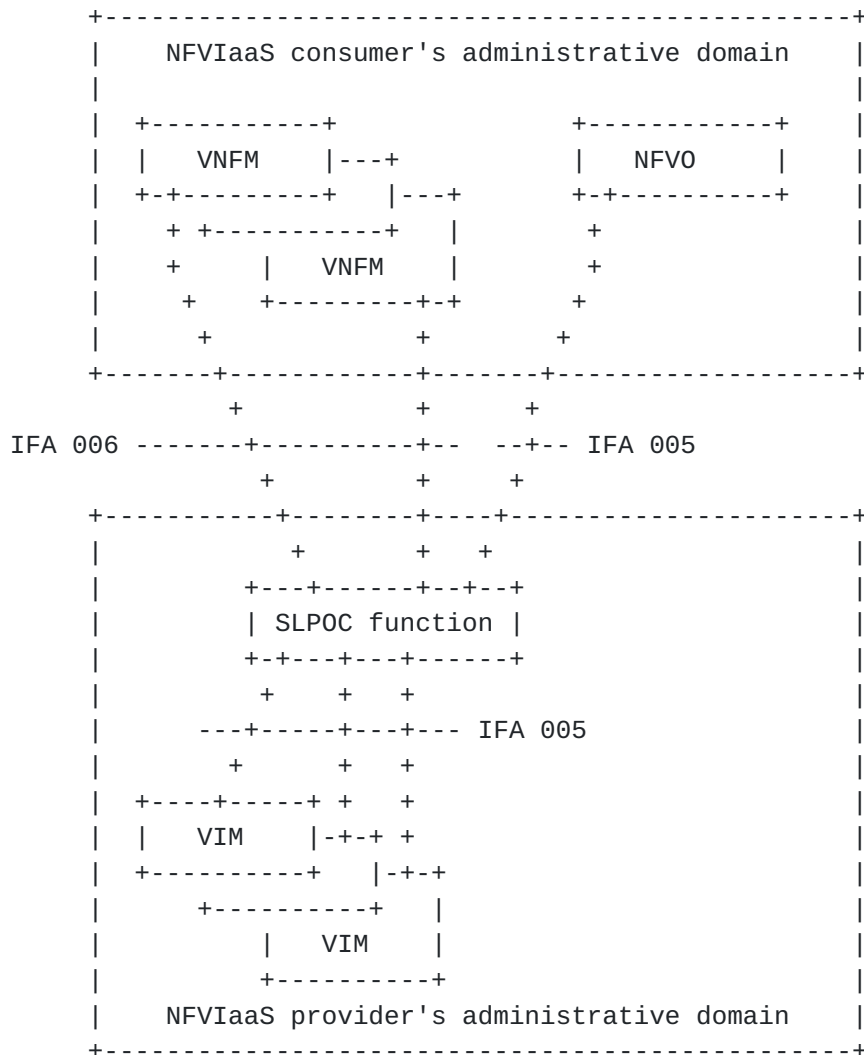 NFVIaaS consumer's administrative domain
VNFM NFVO
VNFM
IFA 006 IFA 005
SLPOC function
IFA 005
VIM
VIM
NFVIaaS provider's administrative domain